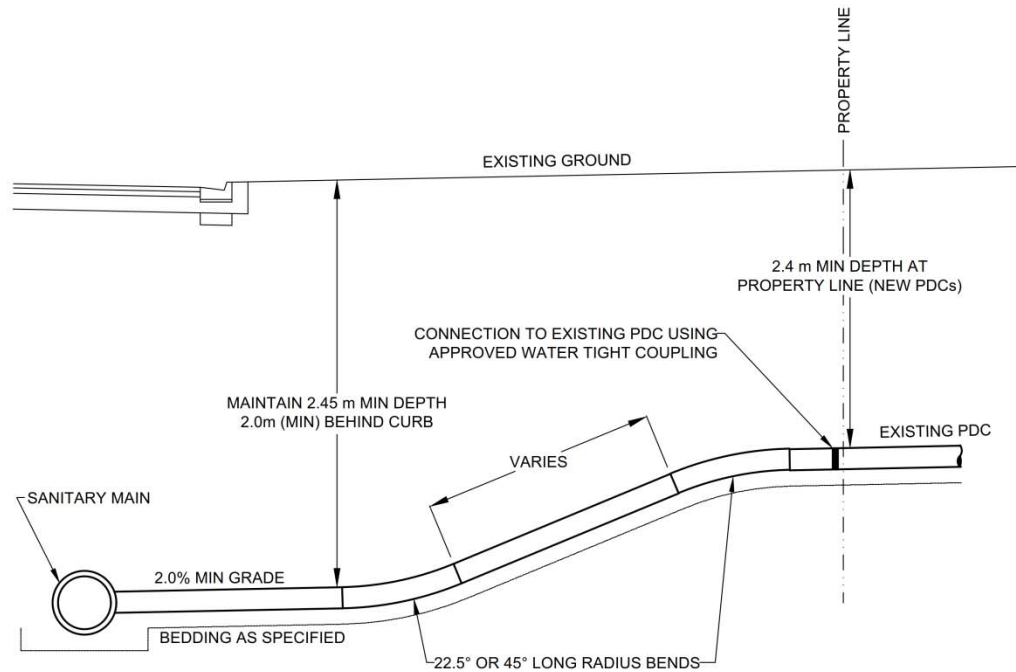 PROPERTY LINE
EXISTING GROUND
2.4 m MIN DEPTH AT
PROPERTY LINE (NEW PDCs)
CONNECTION TO EXISTING PDC USING
APPROVED WATER TIGHT COUPLING
MAINTAIN 2.45 m MIN DEPTH
2.0m (MIN) BEHIND CURB
EXISTING PDC
VARIES
SANITARY MAIN
2.0% MIN GRADE
BEDDING AS SPECIFIED
22.5° OR 45° LONG RADIUS BENDS